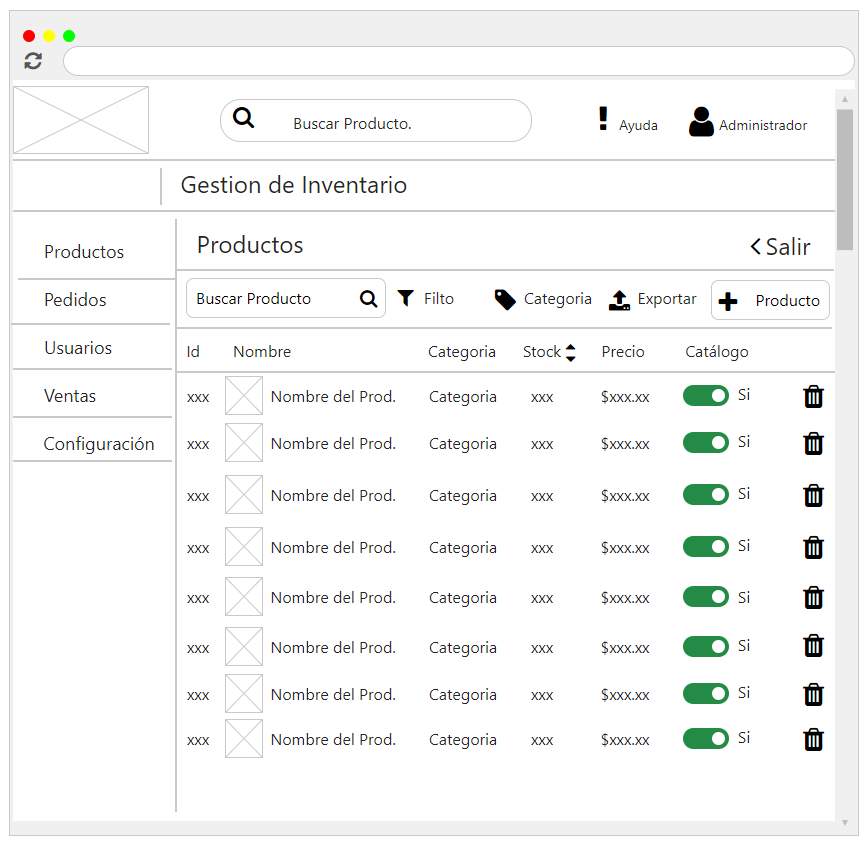 Buscar Producto.
Ayuda
Administrador
Gestion de Inventario
Productos
Pedidos
Usuarios
Ventas
Configuración
Productos
Salir
Buscar Producto
Filto
Categoria
Exportar
Producto
Id Nombre Categoria Stock Precio Catálogo
xxx Nombre del Prod. Categoria xxx $xxx.xx Si
xxx Nombre del Prod. Categoria xxx $xxx.xx Si
xxx Nombre del Prod. Categoria xxx $xxx.xx Si
xxx Nombre del Prod. Categoria xxx $xxx.xx Si
xxx Nombre del Prod. Categoria xxx $xxx.xx Si
xxx Nombre del Prod. Categoria xxx $xxx.xx Si
xxx Nombre del Prod. Categoria xxx $xxx.xx Si
xxx Nombre del Prod. Categoria xxx $xxx.xx Si